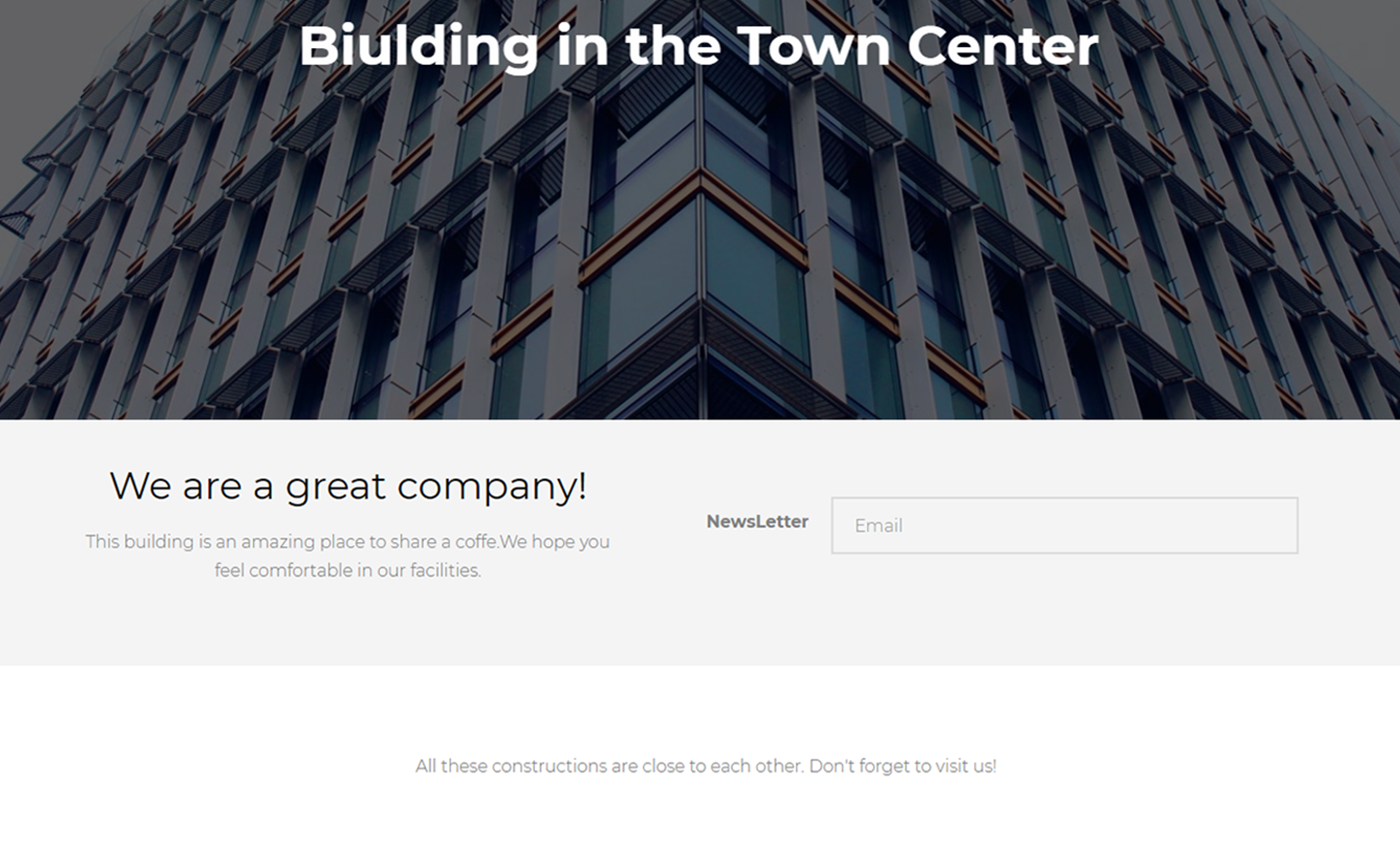 Biulding in the Town Center
We are a great company!
This building is an amazing place to share a coffe.We hope you
feel comfortable in our facilities.
NewsLetter
Email
All these constructions are close to each other. Don't forget to visit us!